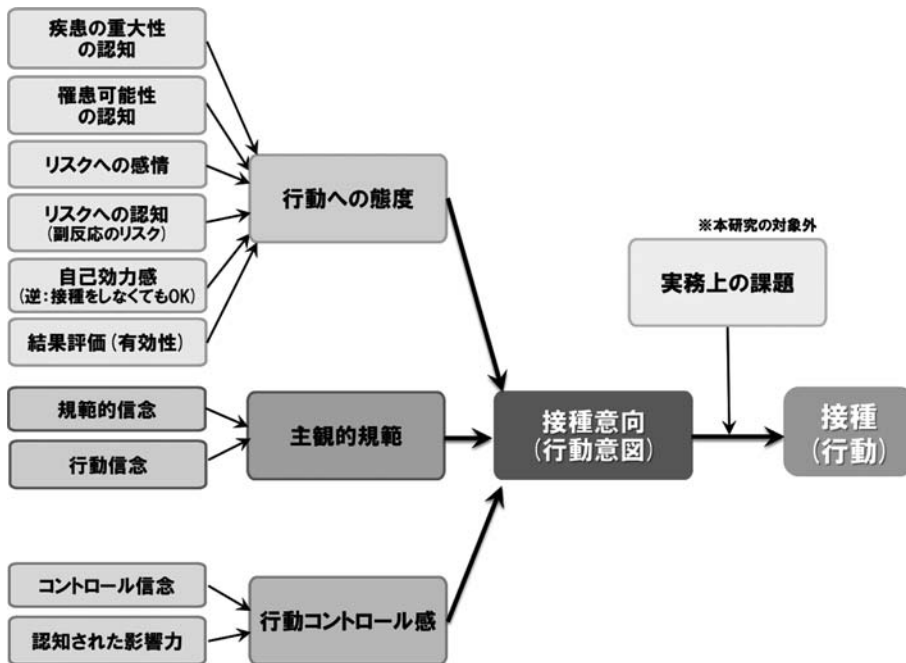 疾患の重大性
の認知
罹患可能性
の認知
リスクへの感情
リスクへの認知
(副反応のリスク)
自己効力感
(逆：接種をしなくてもOK)
結果評価(有効性)
行動への態度
規範的信念
行動信念
主観的規範
コントロール信念
認知された影響力
行動コントロール感
接種意向
(行動意図)
※本研究の対象外
実務上の課題
接種
(行動)